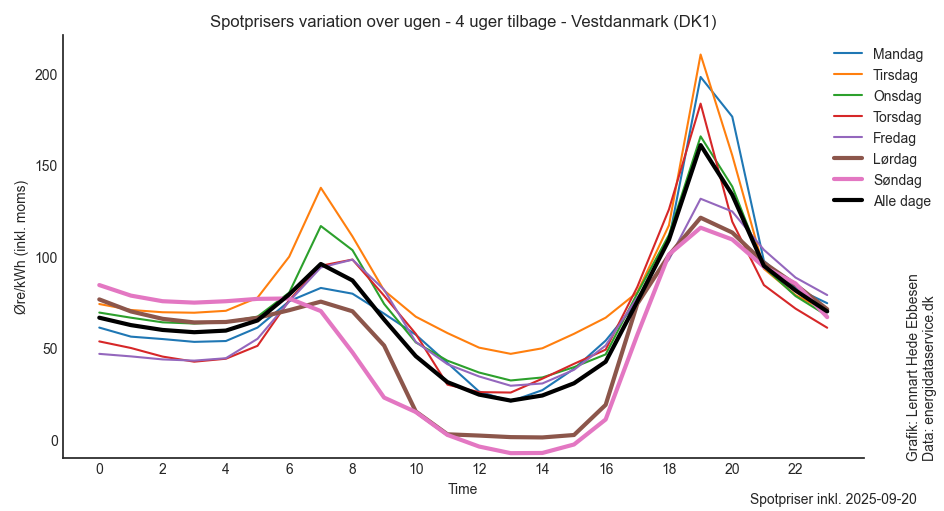 Spotprisers variation over ugen - 4 uger tilbage - Vestdanmark (DK1)
Mandag
Tirsdag
Onsdag
Torsdag
Fredag
Lørdag
Søndag
Alle dage
Øre/kWh (inkl. moms)
200
150
100
50
0
0 2 4 6 8 10 12 14 16 18 20 22
Time
Grafik: Lennart Hede Ebbesen
Data: energidataservice.dk
Spotpriser inkl. 2025-09-20